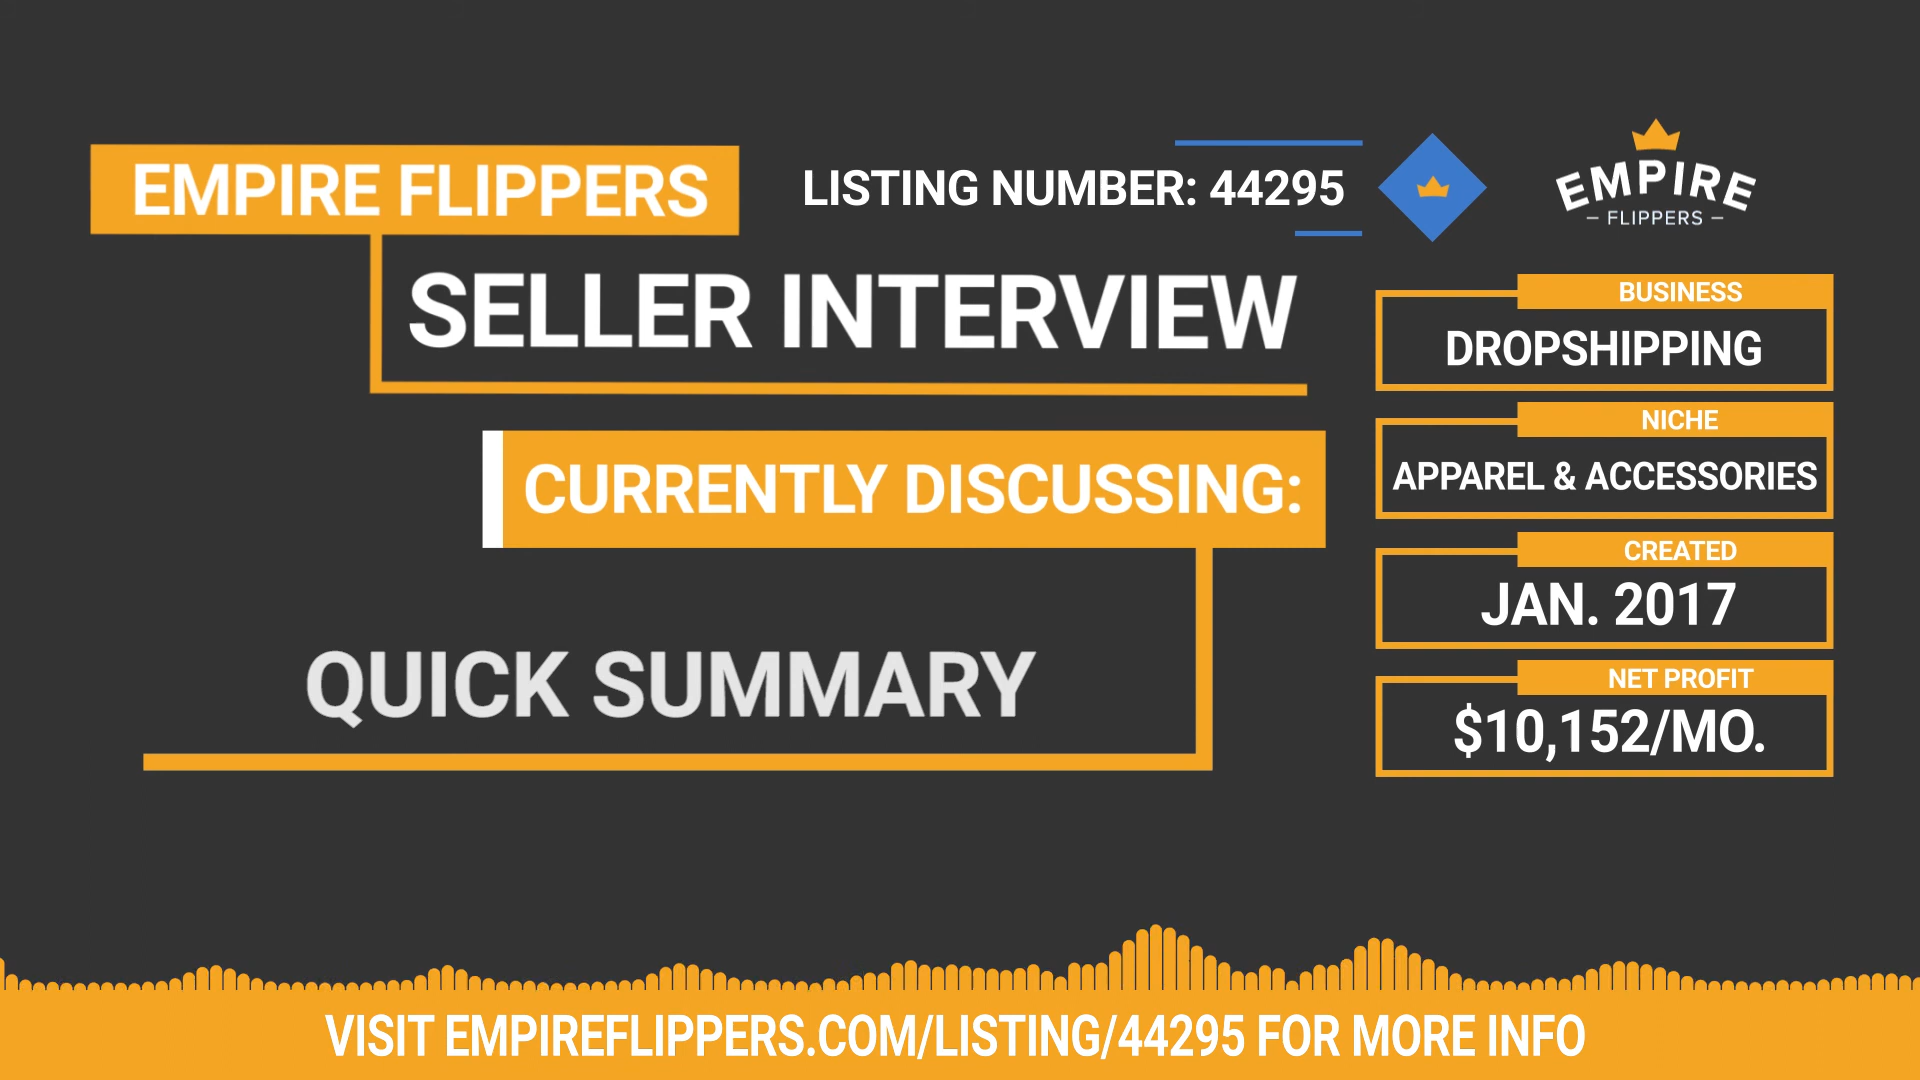 EMPIRE FLIPPERS
SELLER INTERVIEW
LISTING NUMBER: 44295
EMPIRE
FLIPPERS
CURRENTLY DISCUSSING:
QUICK SUMMARY
BUSINESS
DROPSHIPPING
NICHE
APPAREL & ACCESSORIES
CREATED
JAN. 2017
NET PROFIT
$10,152/MO.
VISIT EMPIREFLIPPERS.COM/LISTING/44295 FOR MORE INFO